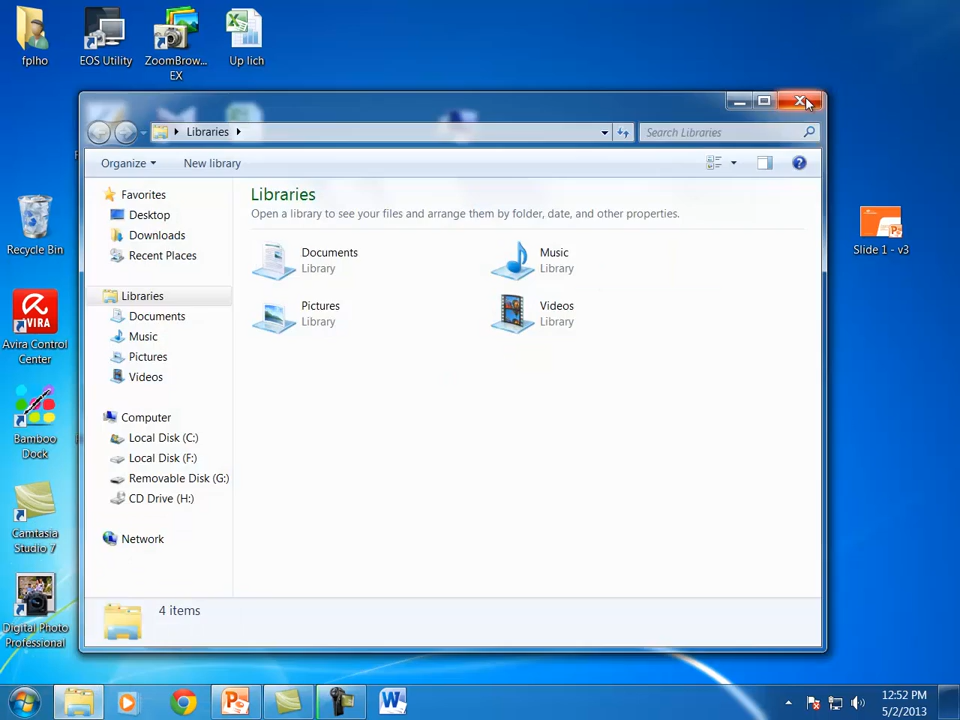 fplho
EOS Utility
ZoomBrow...
EX
Up lich
Libraries
Search Libraries
Organize
New library
Favorites
Desktop
Downloads
Recent Places
Libraries
Documents
Music
Pictures
Videos
Computer
Local Disk (C:)
Local Disk (F:)
Removable Disk (G:)
CD Drive (H:)
Network
Libraries
Open a library to see your files and arrange them by folder, date, and other properties.
Documents
Library
Music
Library
Pictures
Library
Videos
Library
4 items
Recycle Bin
AVIRA
Avira Control
Center
Bamboo
Dock
Camtasia
Studio 7
Digital Photo
Professional
Slide 1 - v3
12:52 PM
5/2/2013